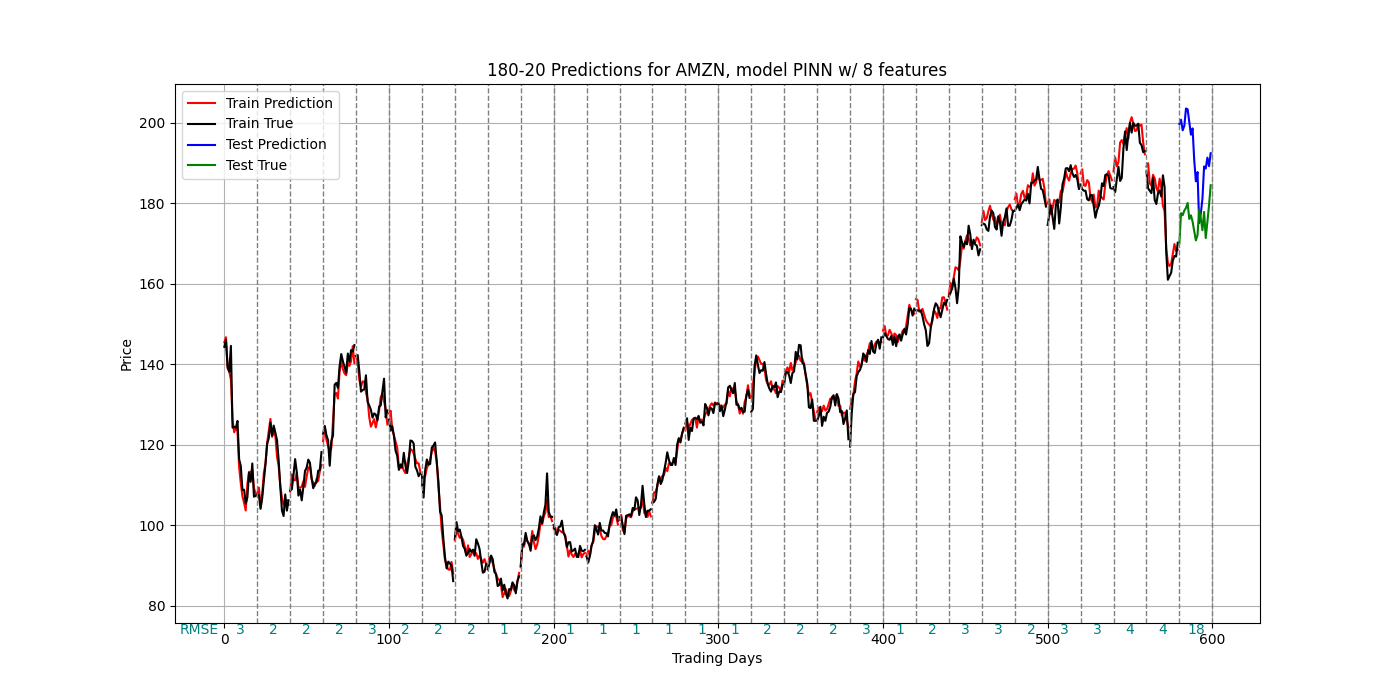 180-20 Predictions for AMZN, model PINN w/ 8 features
Train Prediction
Train True
Test Prediction
Test True
200
180
160
140
120
100
80
Price
RMSE 3 2 2 2 3 2 2 2 1 2 1 1 1 1 1 1 2 2 2 3 1 2 3 3 2 3 3 4 4 18
0 100 200 300 400 500 600
Trading Days